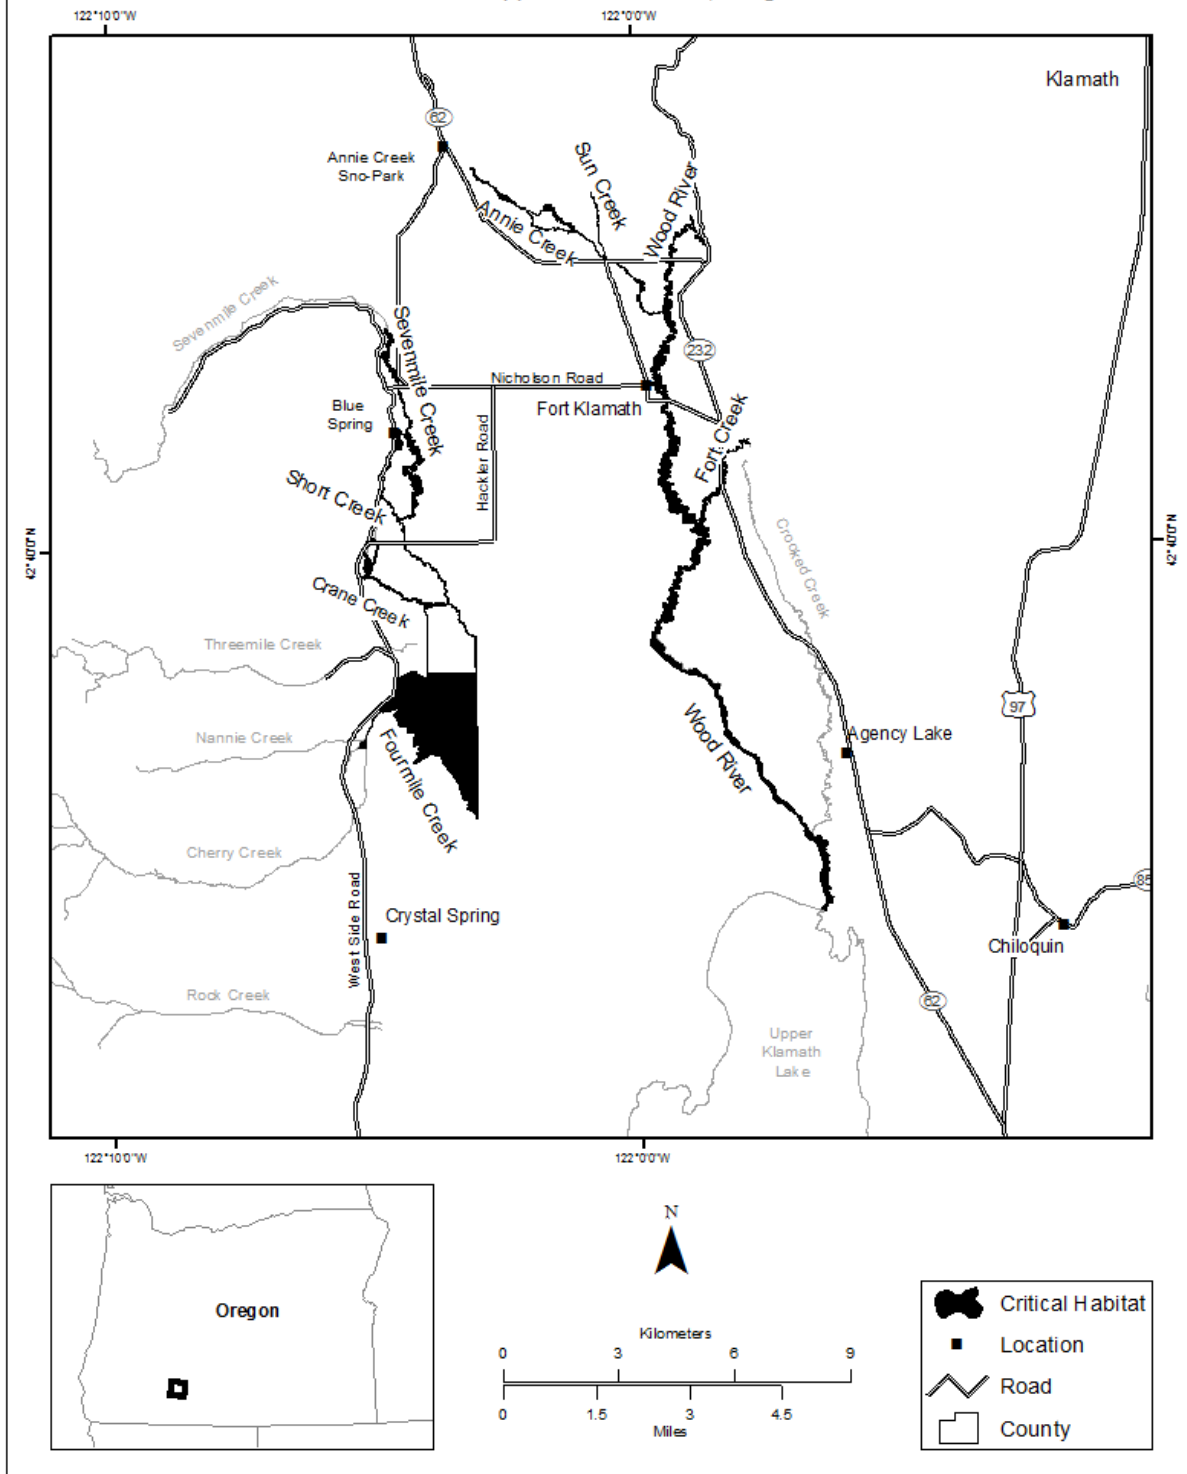 122°10'0"W
122°0'0"W
Klamath
62
Annie Creek
Sno-Park
Sun Creek
Wood River
Annie Creek
Sevenmile Creek
Sevenmile Creek
232
Nicholson Road
Fort Klamath
Blue
Spring
Hackler Road
Fort Creek
Short Creek
42°40'0"N
42°40'0"N
Crooked Creek
Crane Creek
Threemile Creek
97
Nannie Creek
Fourmile Creek
Wood River
Agency Lake
Cherry Creek
85
West Side Road
Crystal Spring
Chiloquin
Rock Creek
62
Upper
Klamath
Lake
122°10'0"W
122°0'0"W
Oregon
N
Kilometers
0 3 6 9
0 1.5 3 4.5
Miles
Critical Habitat
Location
Road
County